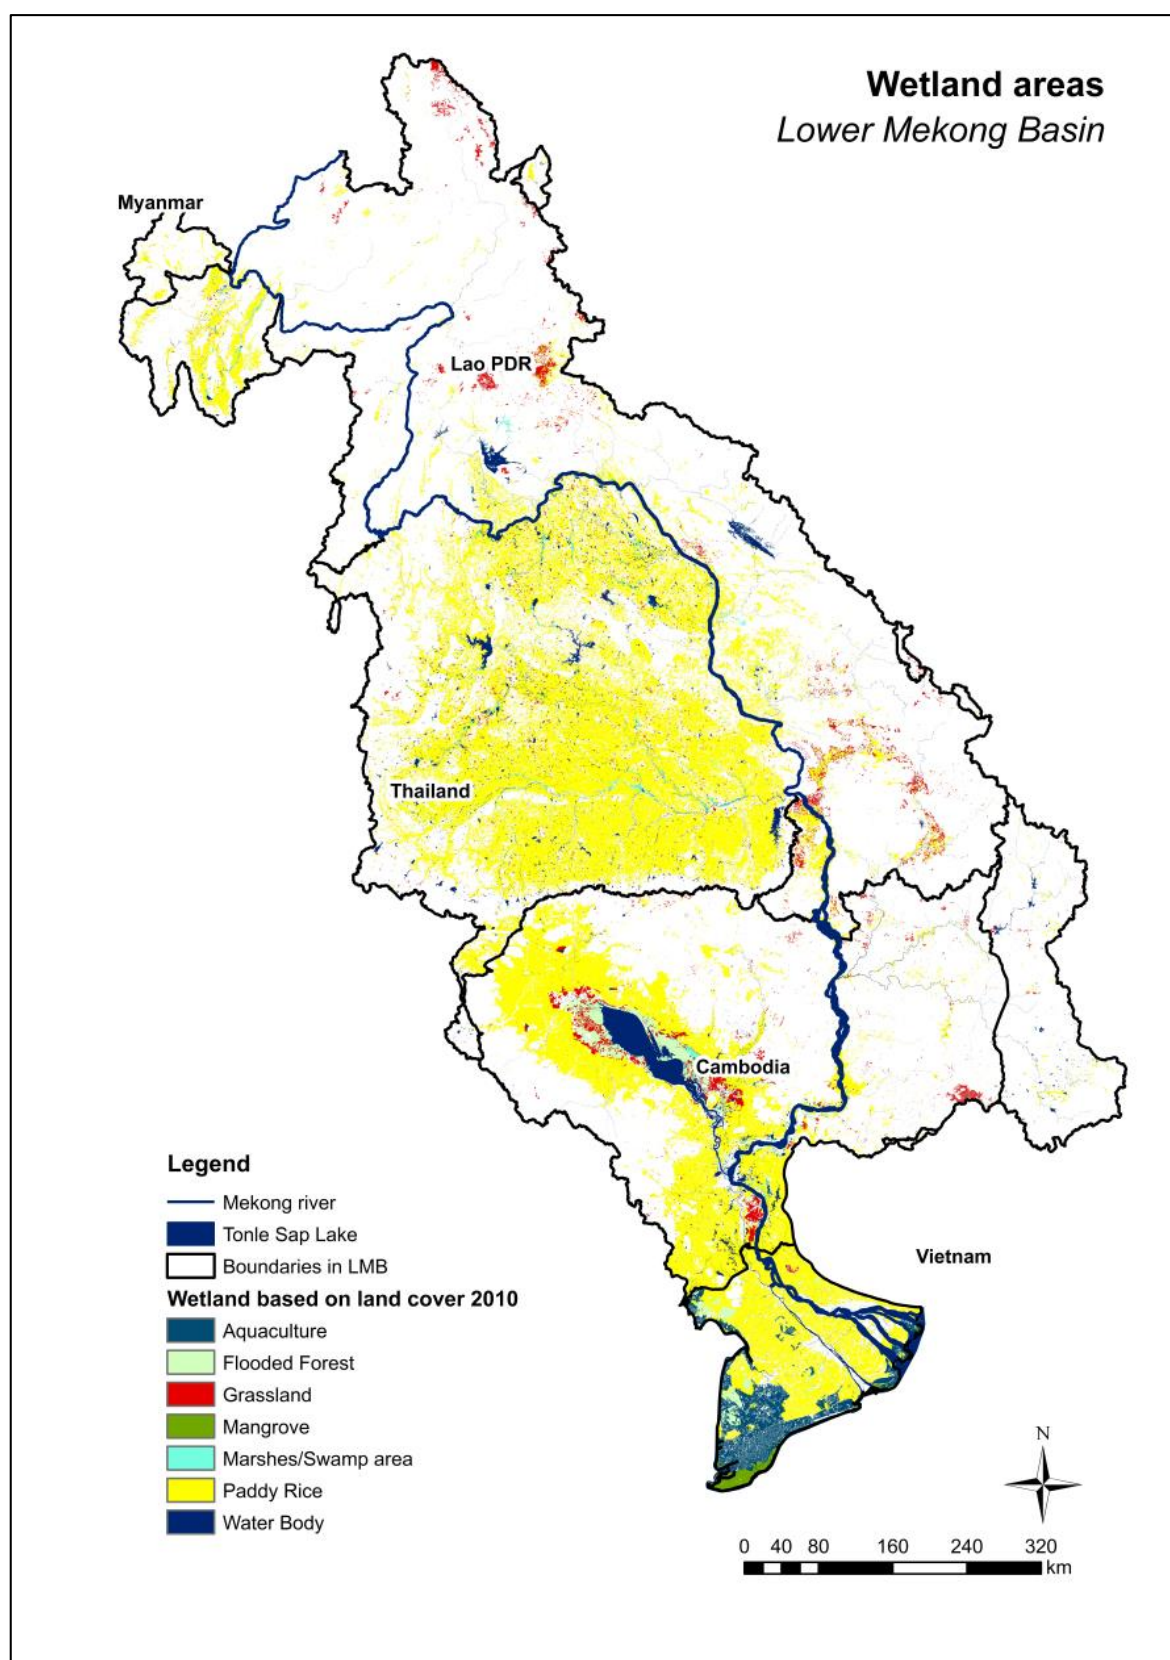 Wetland areas
Lower Mekong Basin
Myanmar
Lao PDR
Thailand
Cambodia
Vietnam
Legend
Mekong river
Tonle Sap Lake
Boundaries in LMB
Wetland based on land cover 2010
Aquaculture
Flooded Forest
Grassland
Mangrove
Marshes/Swamp area
Paddy Rice
Water Body
N
0 40 80 160 240 320
km